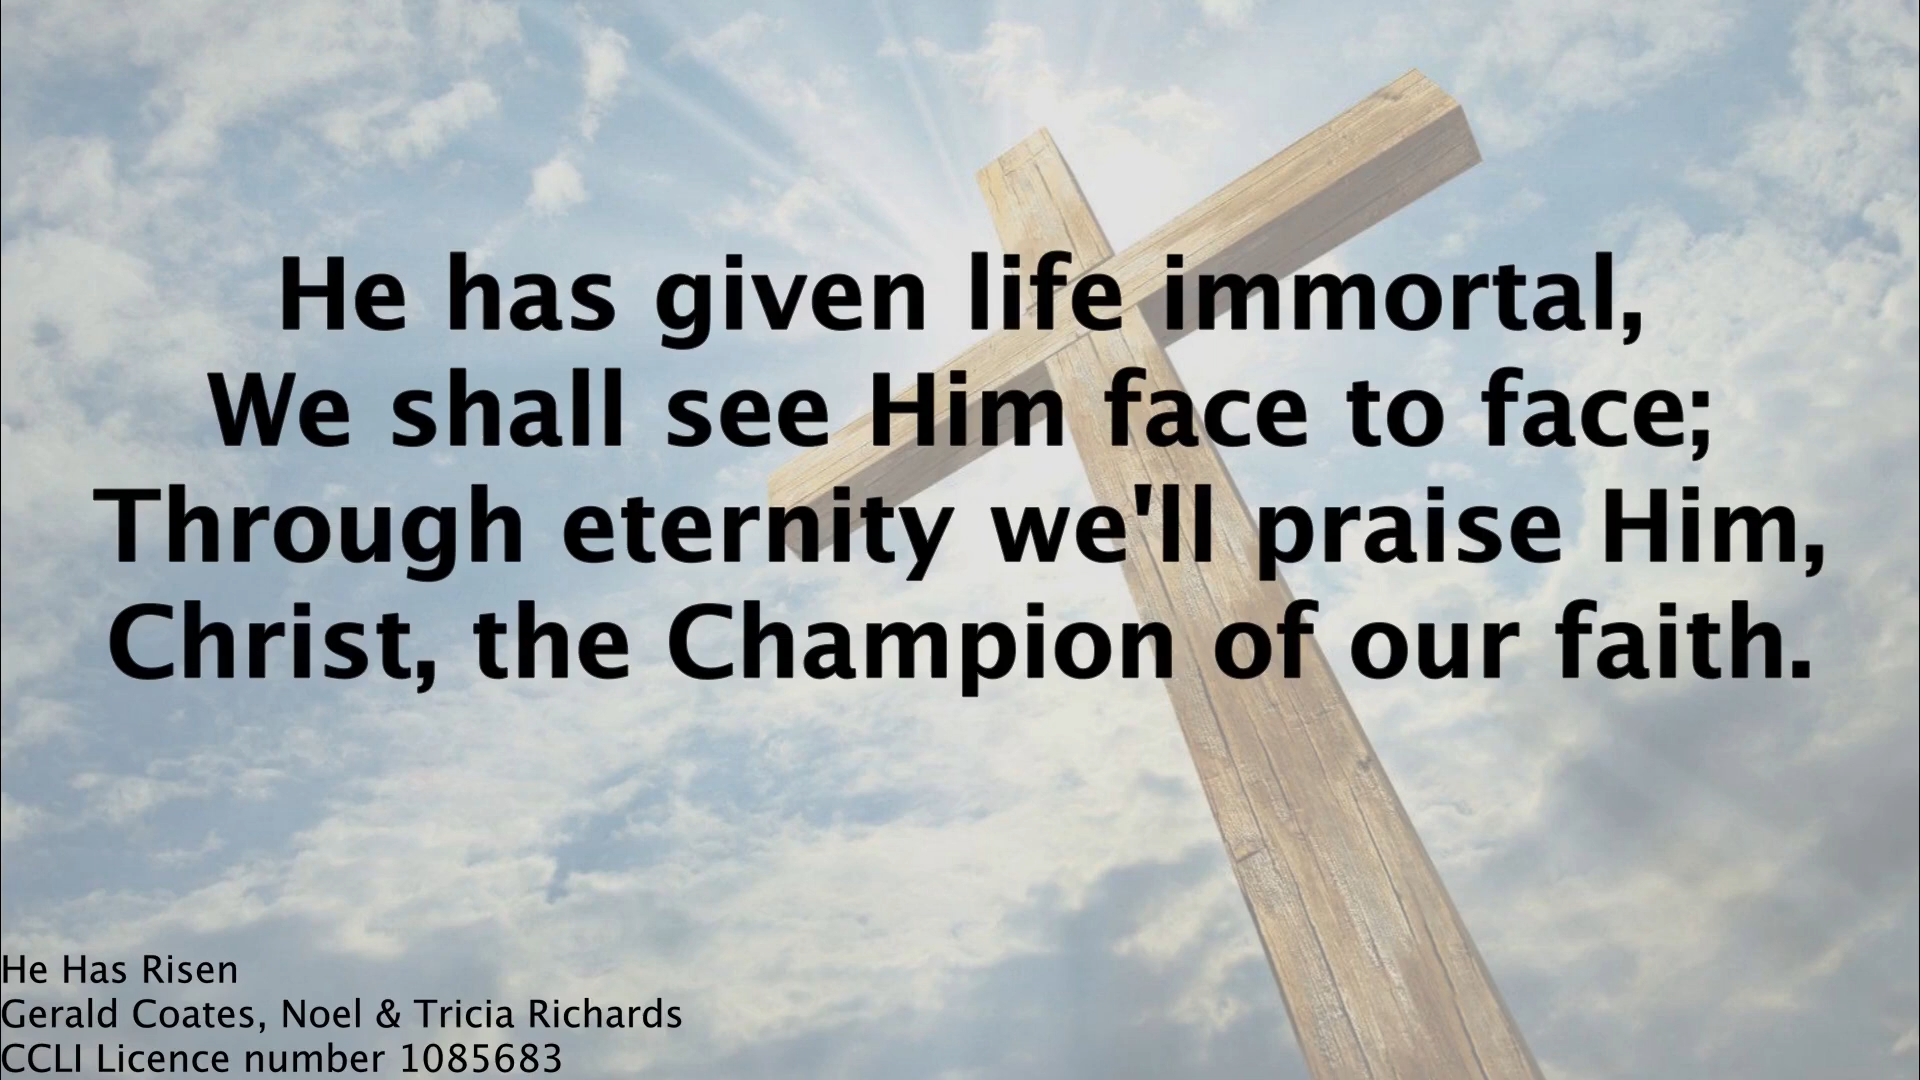 He has given life immortal,
We shall see Him face to face;
Through eternity we'll praise Him,
Christ, the Champion of our faith.
He Has Risen
Gerald Coates, Noel & Tricia Richards
CCLI Licence number 1085683